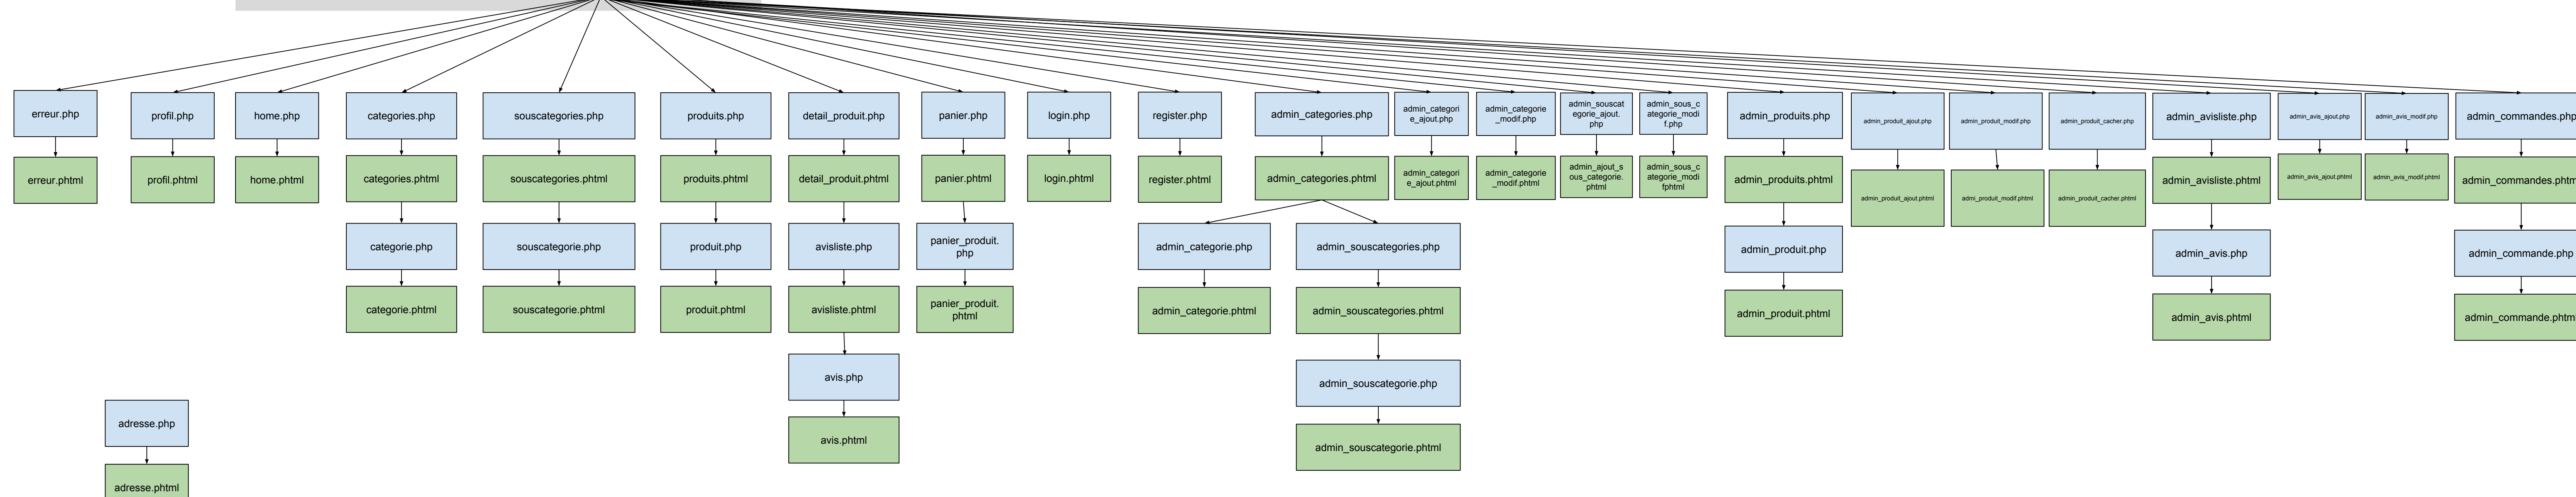 erreur.php
profil.php
home.php
categories.php
souscategories.php
produits.php
detail_produit.php
panier.php
login.php
register.php
admin_categories.php
admin_categori
e_ajout.php
admin_categorie
_modif.php
admin_souscat
egorie_ajout.
php
admin_sous_c
ategorie_modi
f.php
admin_produits.php
admin_produit_ajout.php
admin_produit_modif.php
admin_produit_cacher.php
admin_avisliste.php
admin_avis_ajout.php
admin_avis_modif.php
admin_commandes.php
erreur.phtml
profil.phtml
home.phtml
categories.phtml
souscategories.phtml
produits.phtml
detail_produit.phtml
panier.phtml
login.phtml
register.phtml
admin_categories.phtml
admin_categori
e_ajout.phtml
admin_categorie
_modif.phtml
admin_ajout_s
ous_categorie.
phtml
admin_sous_c
ategorie_modi
fphtml
admin_produits.phtml
admin_produit_ajout.phtml
admi_produit_modif.phtml
admin_produit_cacher.phtml
admin_avisliste.phtml
admin_avis_ajout.phtml
admin_avis_modif.phtml
admin_commandes.phtm
categorie.php
souscategorie.php
produit.php
avisliste.php
panier_produit.
php
admin_categorie.php
admin_souscategories.php
admin_produit.php
admin_avis.php
admin_commande.php
categorie.phtml
souscategorie.phtml
produit.phtml
avisliste.phtml
panier_produit.
phtml
admin_categorie.phtml
admin_souscategories.phtml
admin_produit.phtml
admin_avis.phtml
admin_commande.phtml
avis.php
admin_souscategorie.php
adresse.php
avis.phtml
admin_souscategorie.phtml
adresse.phtml